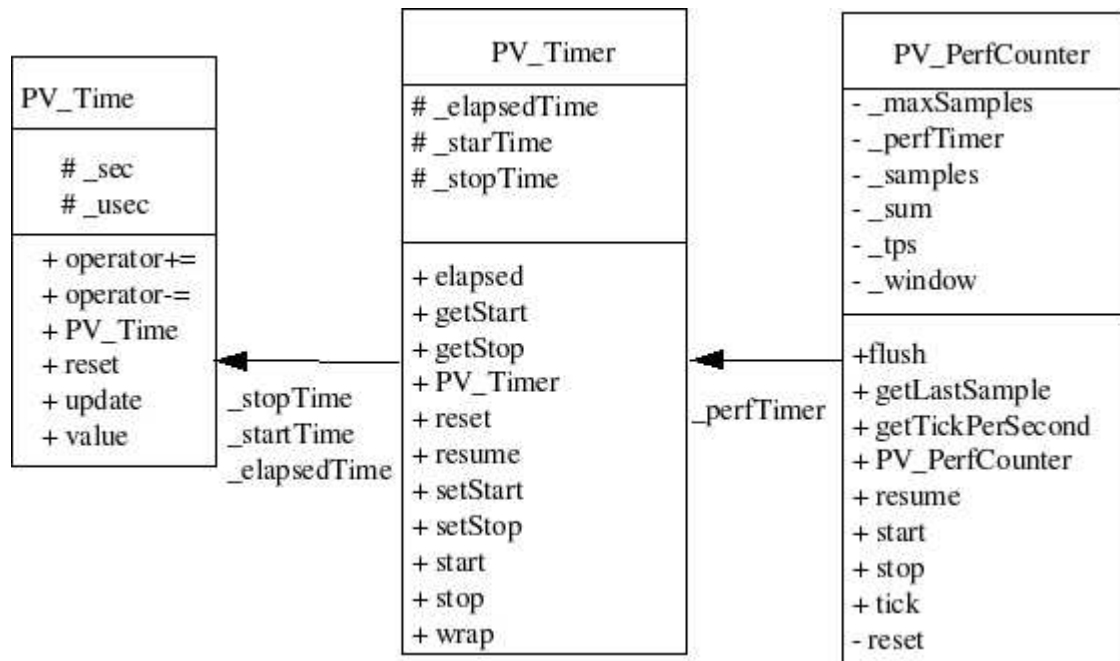 PV_Time
# _sec
# _usec
+ operator+=
+ operator-=
+ PV_Time
+ reset
+ update
+ value
_stopTime
_startTime
_elapsedTime
PV_Timer
# _elapsedTime
# _starTime
# _stopTime
+ elapsed
+ getStart
+ getStop
+ PV_Timer
+ reset
+ resume
+ setStart
+ setStop
+ start
+ stop
+ wrap
_perfTimer
PV_PerfCounter
- _maxSamples
- _perfTimer
- _samples
- _sum
- _tps
- _window
+flush
+ getLastSample
+ getTickPerSecond
+ PV_PerfCounter
+ resume
+ start
+ stop
+ tick
- reset